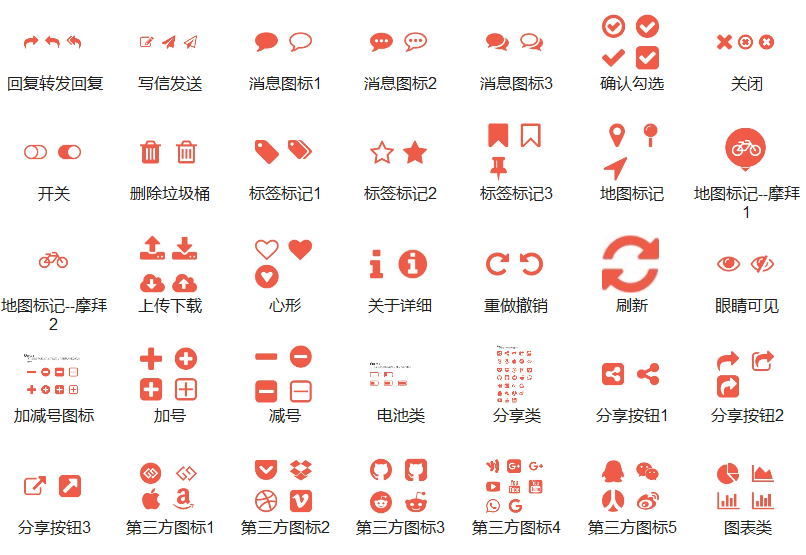 回复转发回复
写信发送
消息图标1
消息图标2
消息图标3
确认勾选
关闭
开关
删除垃圾桶
标签标记1
标签标记2
标签标记3
地图标记
地图标记--摩拜
1
地图标记--摩拜
2
上传下载
心形
关于详细
重做撤销
刷新
眼睛可见
加减号图标
加号
减号
电池类
分享类
分享按钮1
分享按钮2
分享按钮3
第三方图标1
第三方图标2
第三方图标3
第三方图标4
第三方图标5
图表类